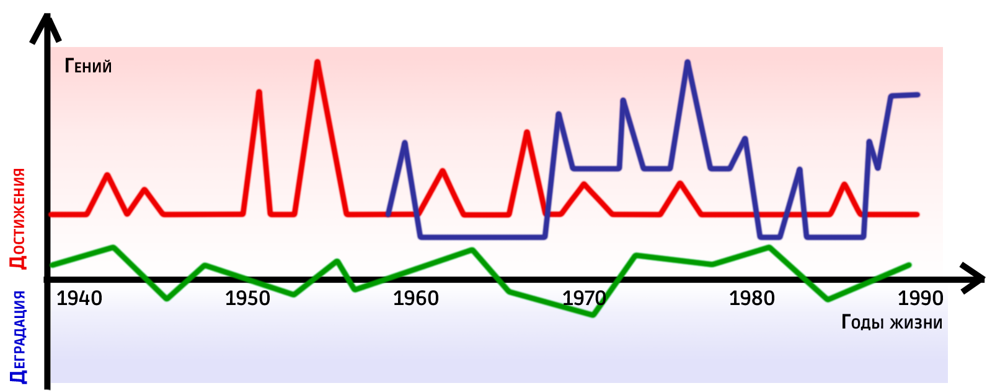 Гений
Достижения
Деградация
1940 1950 1960 1970 1980 1990
Годы жизни